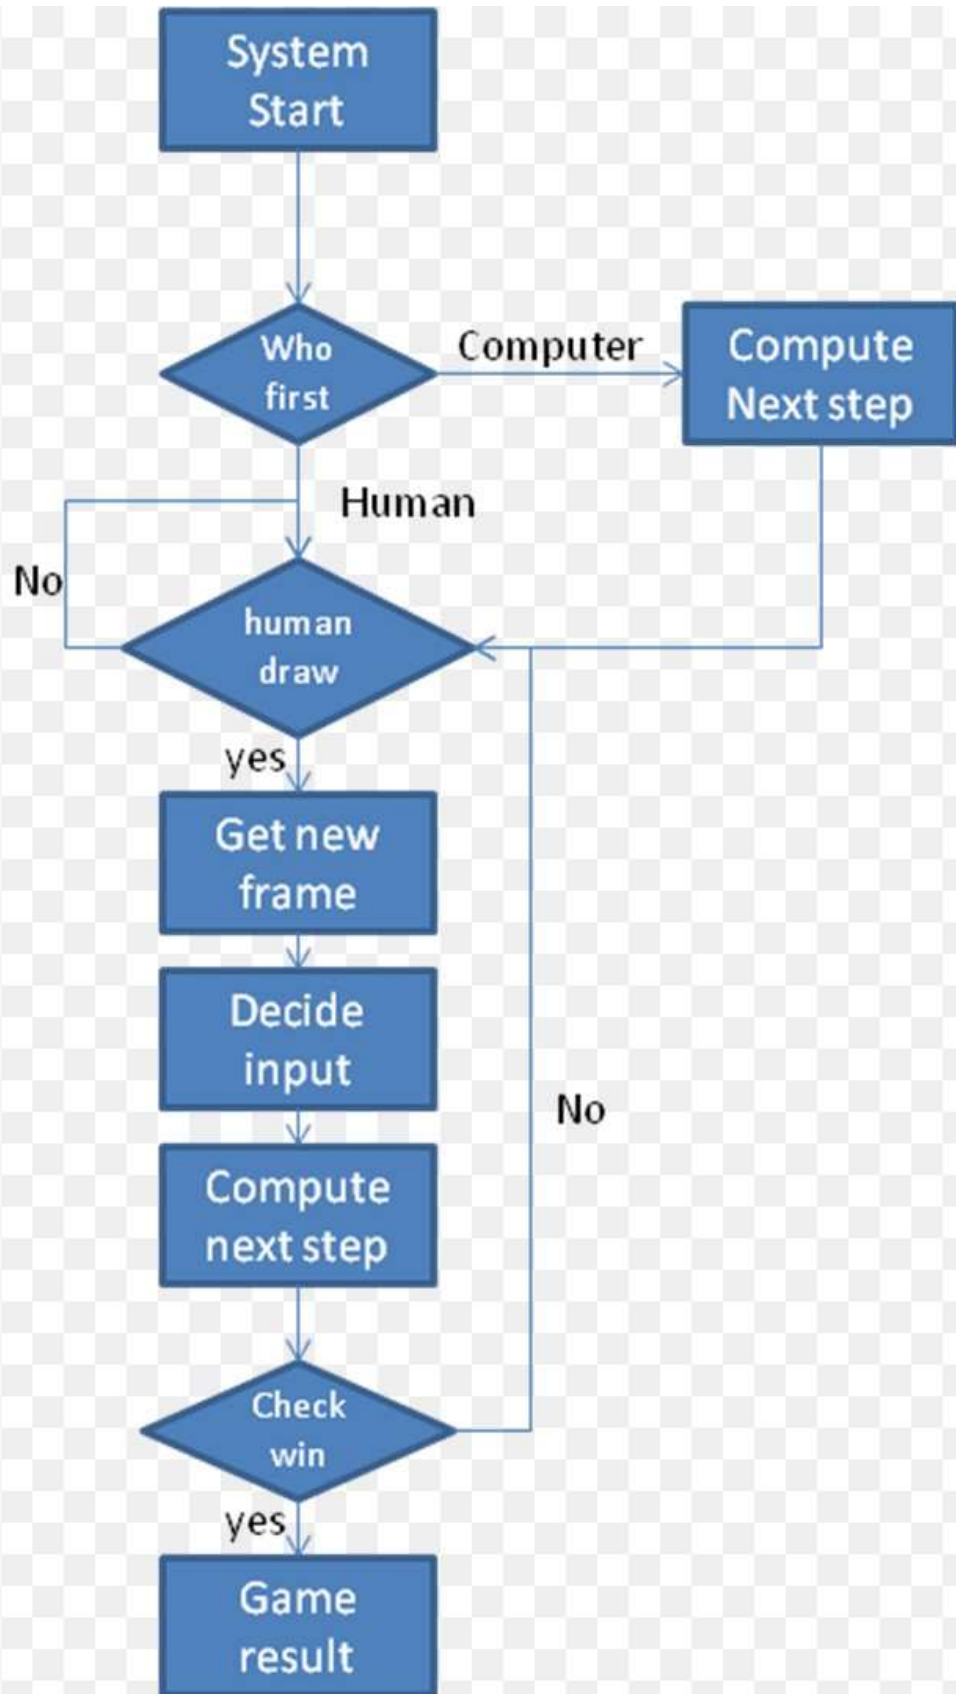 System
Start
Who
first
Computer
Compute
Next step
Human
No
human
draw
yes
Get new
frame
Decide
input
No
Compute
next step
Check
win
yes
Game
result